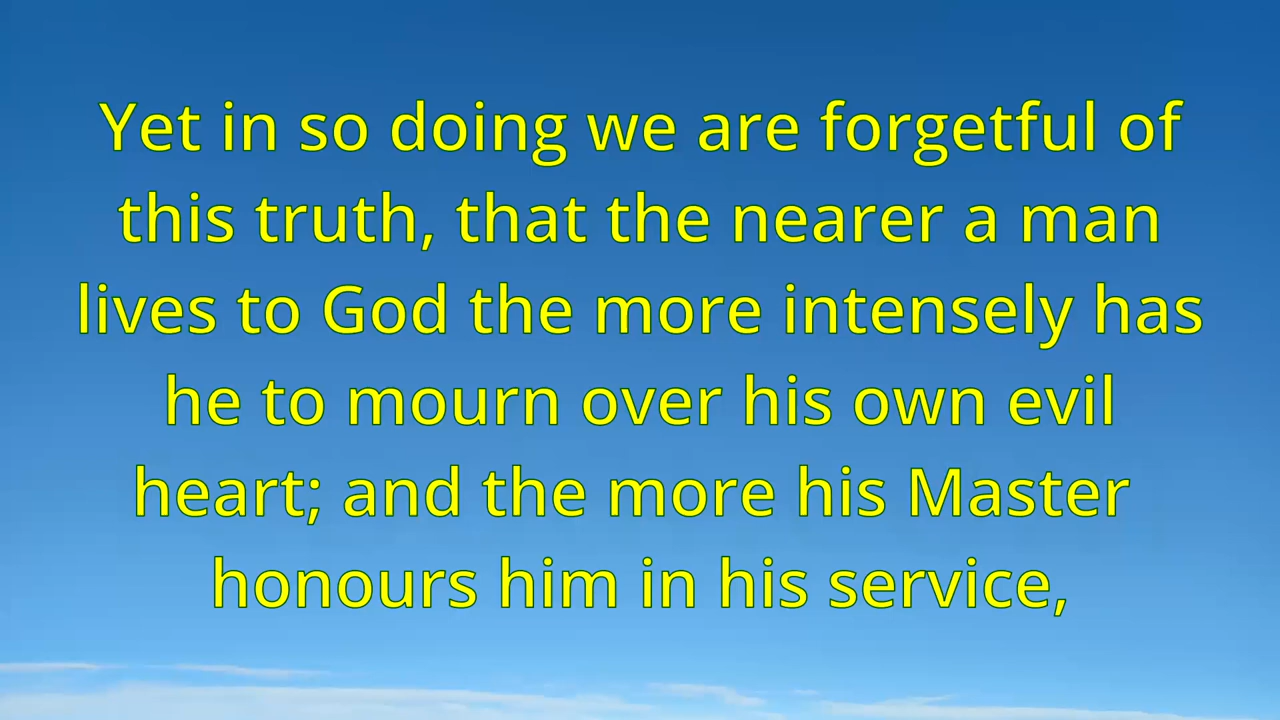 Yet in so doing we are forgetful of
this truth, that the nearer a man
lives to God the more intensely has
he to mourn over his own evil
heart; and the more his Master
honours him in his service,